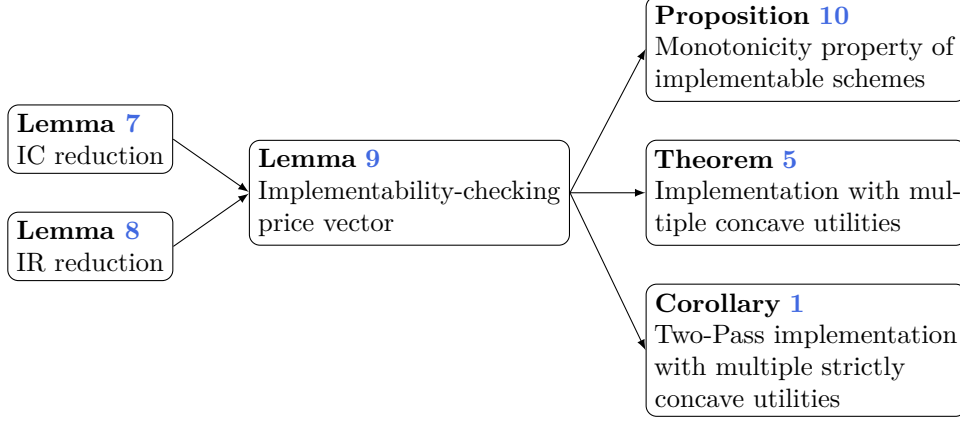 Lemma 7
IC reduction
Lemma 8
IR reduction
Lemma 9
Implementability-checking
price vector
Proposition 10
Monotonicity property of
implementable schemes
Theorem 5
Implementation with mul-
tiple concave utilities
Corollary 1
Two-Pass implementation
with multiple strictly
concave utilities